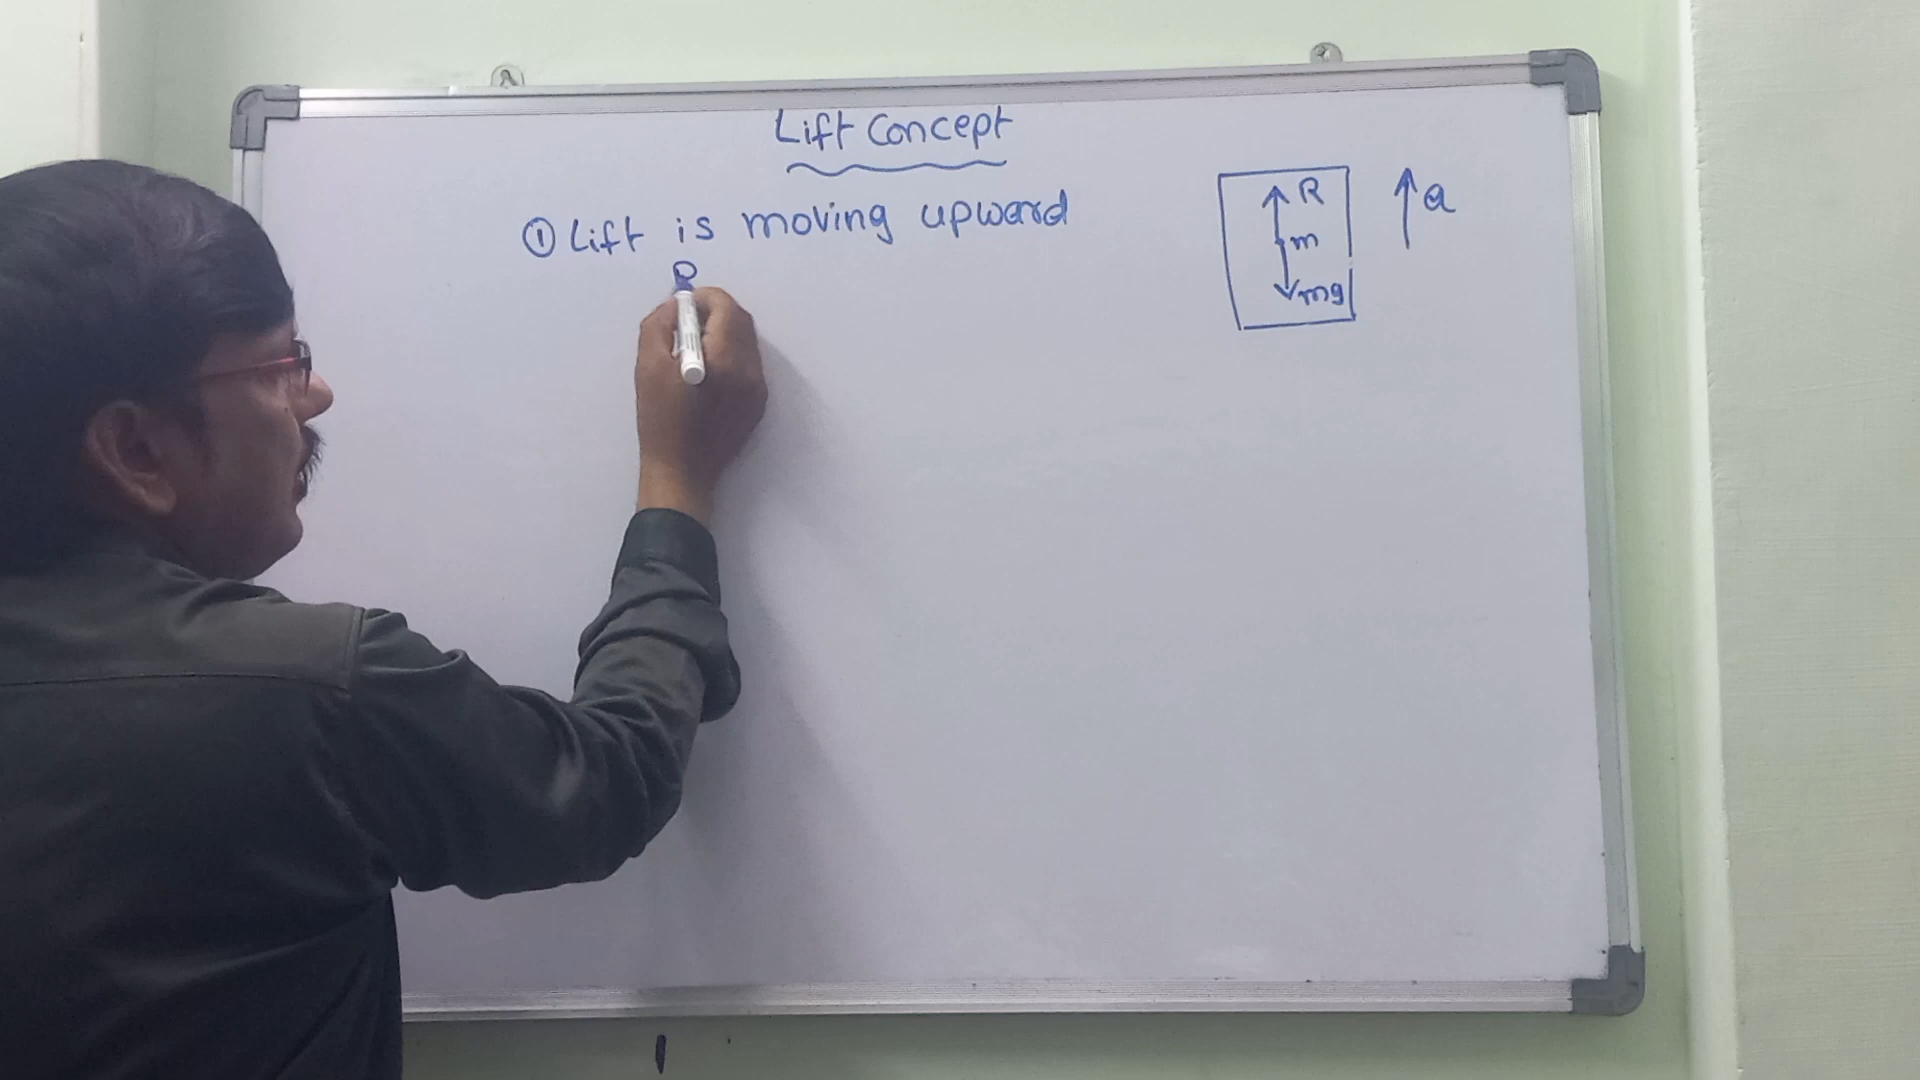 Lift Concept
① Lift is moving upward
R
m
mg
a